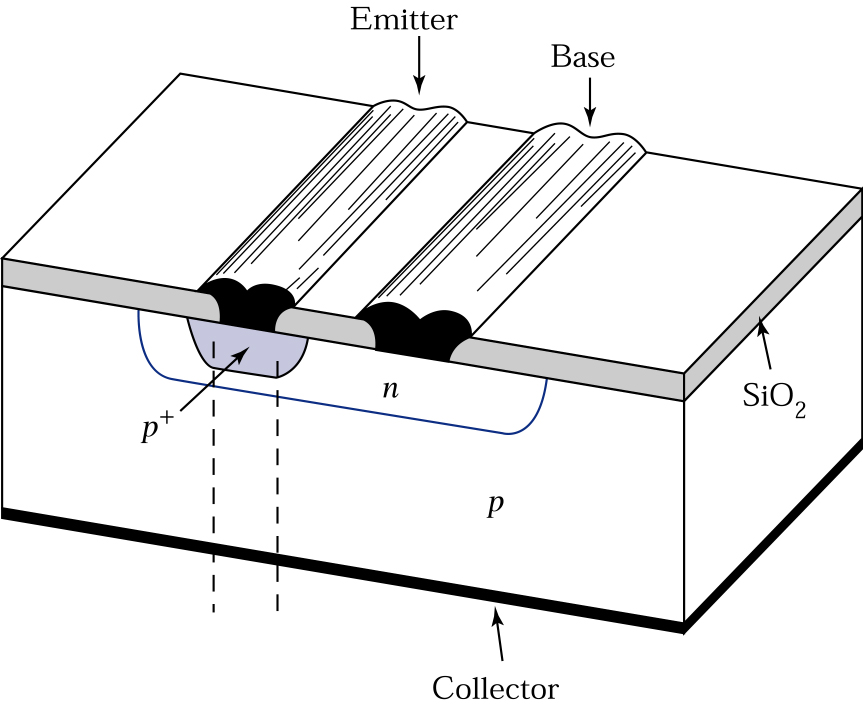 Emitter
Base
SiO₂
n
p⁺
p
Collector